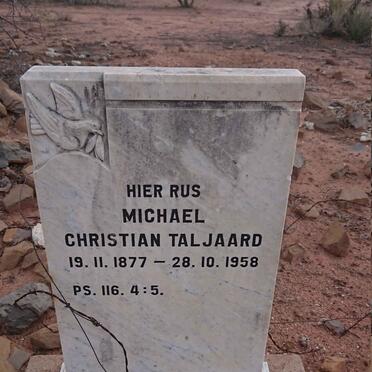 HIER RUS
MICHAEL
CHRISTIAN TALJAARD
19. 11. 1877 — 28. 10. 1958
PS. 116. 4:5.